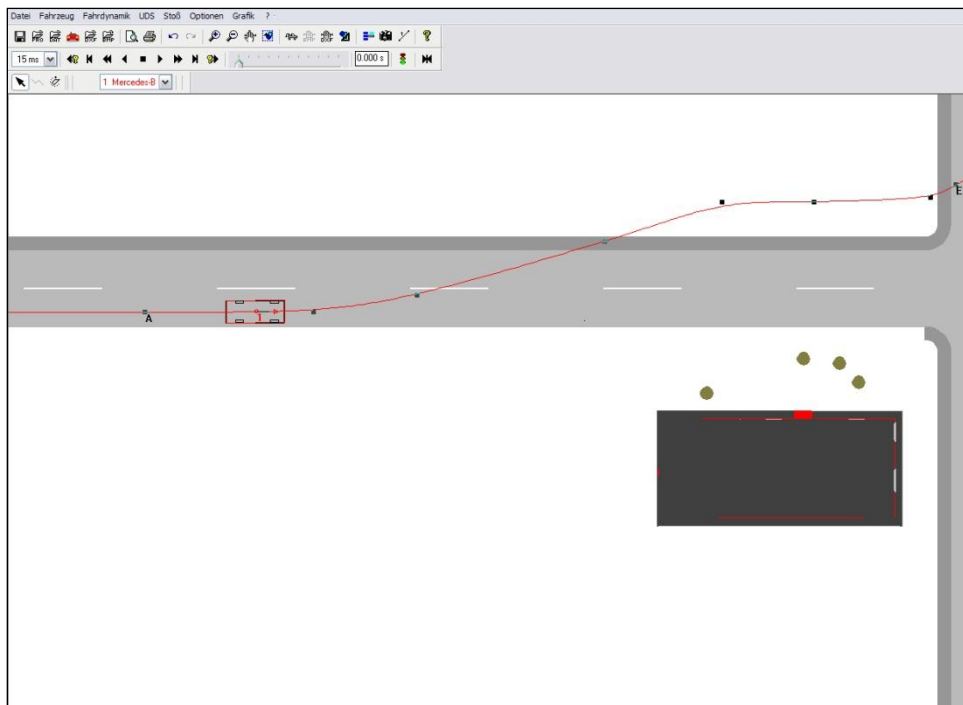 Datei Fahrzeug Fahrdynamik UDS Stoß Optionen Grafik ?
15 ms 0.000 s
1 Mercedes-B
E
A
1